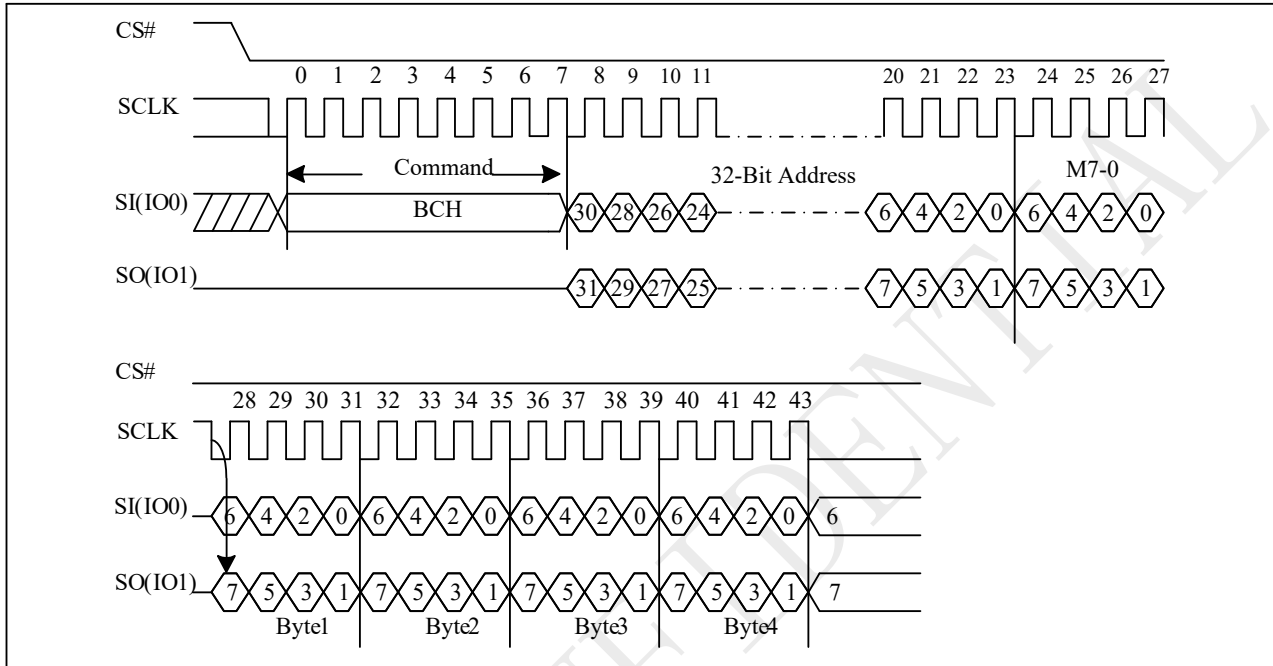 CS#
0 1 2 3 4 5 6 7 8 9 10 11 20 21 22 23 24 25 26 27
SCLK
Command 32-Bit Address M7-0
SI(IO0) BCH 30 28 26 24 6 4 2 0 6 4 2 0
SO(IO1) 31 29 27 25 7 5 3 1 7 5 3 1
CS#
28 29 30 31 32 33 34 35 36 37 38 39 40 41 42 43
SCLK
SI(IO0) 6 4 2 0 6 4 2 0 6 4 2 0 6 4 2 0 6
SO(IO1) 7 5 3 1 7 5 3 1 7 5 3 1 7 5 3 1 7
Byte1 Byte2 Byte3 Byte4
IDENTIAL